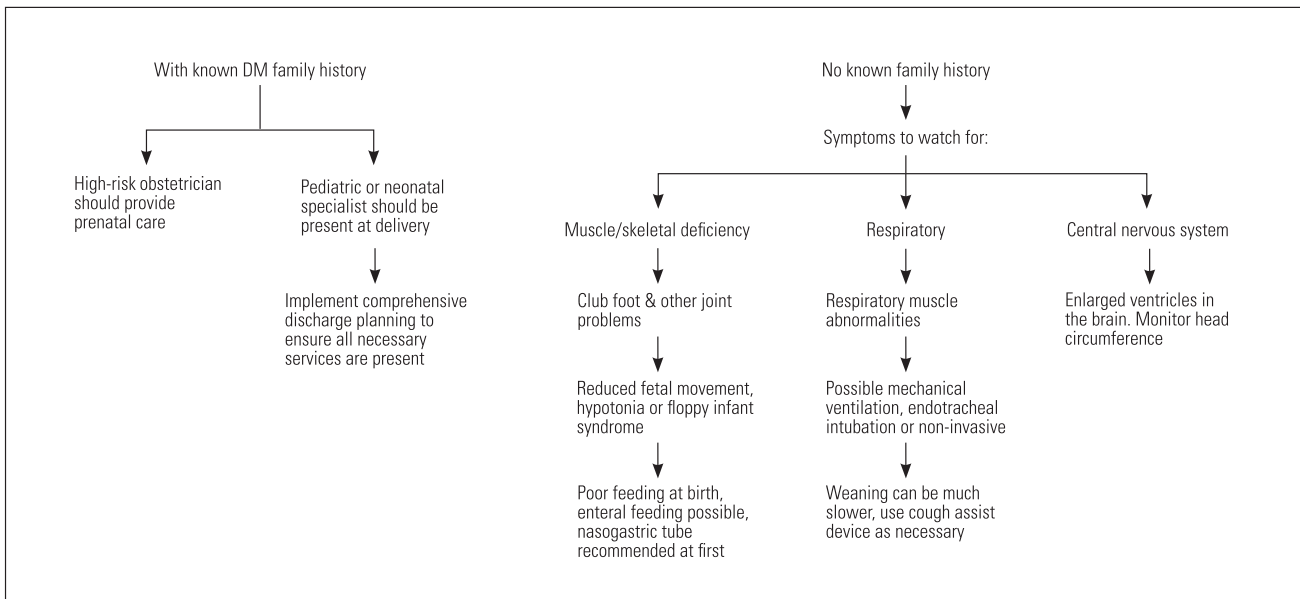 With known DM family history
High-risk obstetrician
should provide
prenatal care
Pediatric or neonatal
specialist should be
present at delivery
Implement comprehensive
discharge planning to
ensure all necessary
services are present
No known family history
Symptoms to watch for:
Muscle/skeletal deficiency
Club foot & other joint
problems
Reduced fetal movement,
hypotonia or floppy infant
syndrome
Poor feeding at birth,
enteral feeding possible,
nasogastric tube
recommended at first
Respiratory
Respiratory muscle
abnormalities
Possible mechanical
ventilation, endotracheal
intubation or non-invasive
Weaning can be much
slower, use cough assist
device as necessary
Central nervous system
Enlarged ventricles in
the brain. Monitor head
circumference